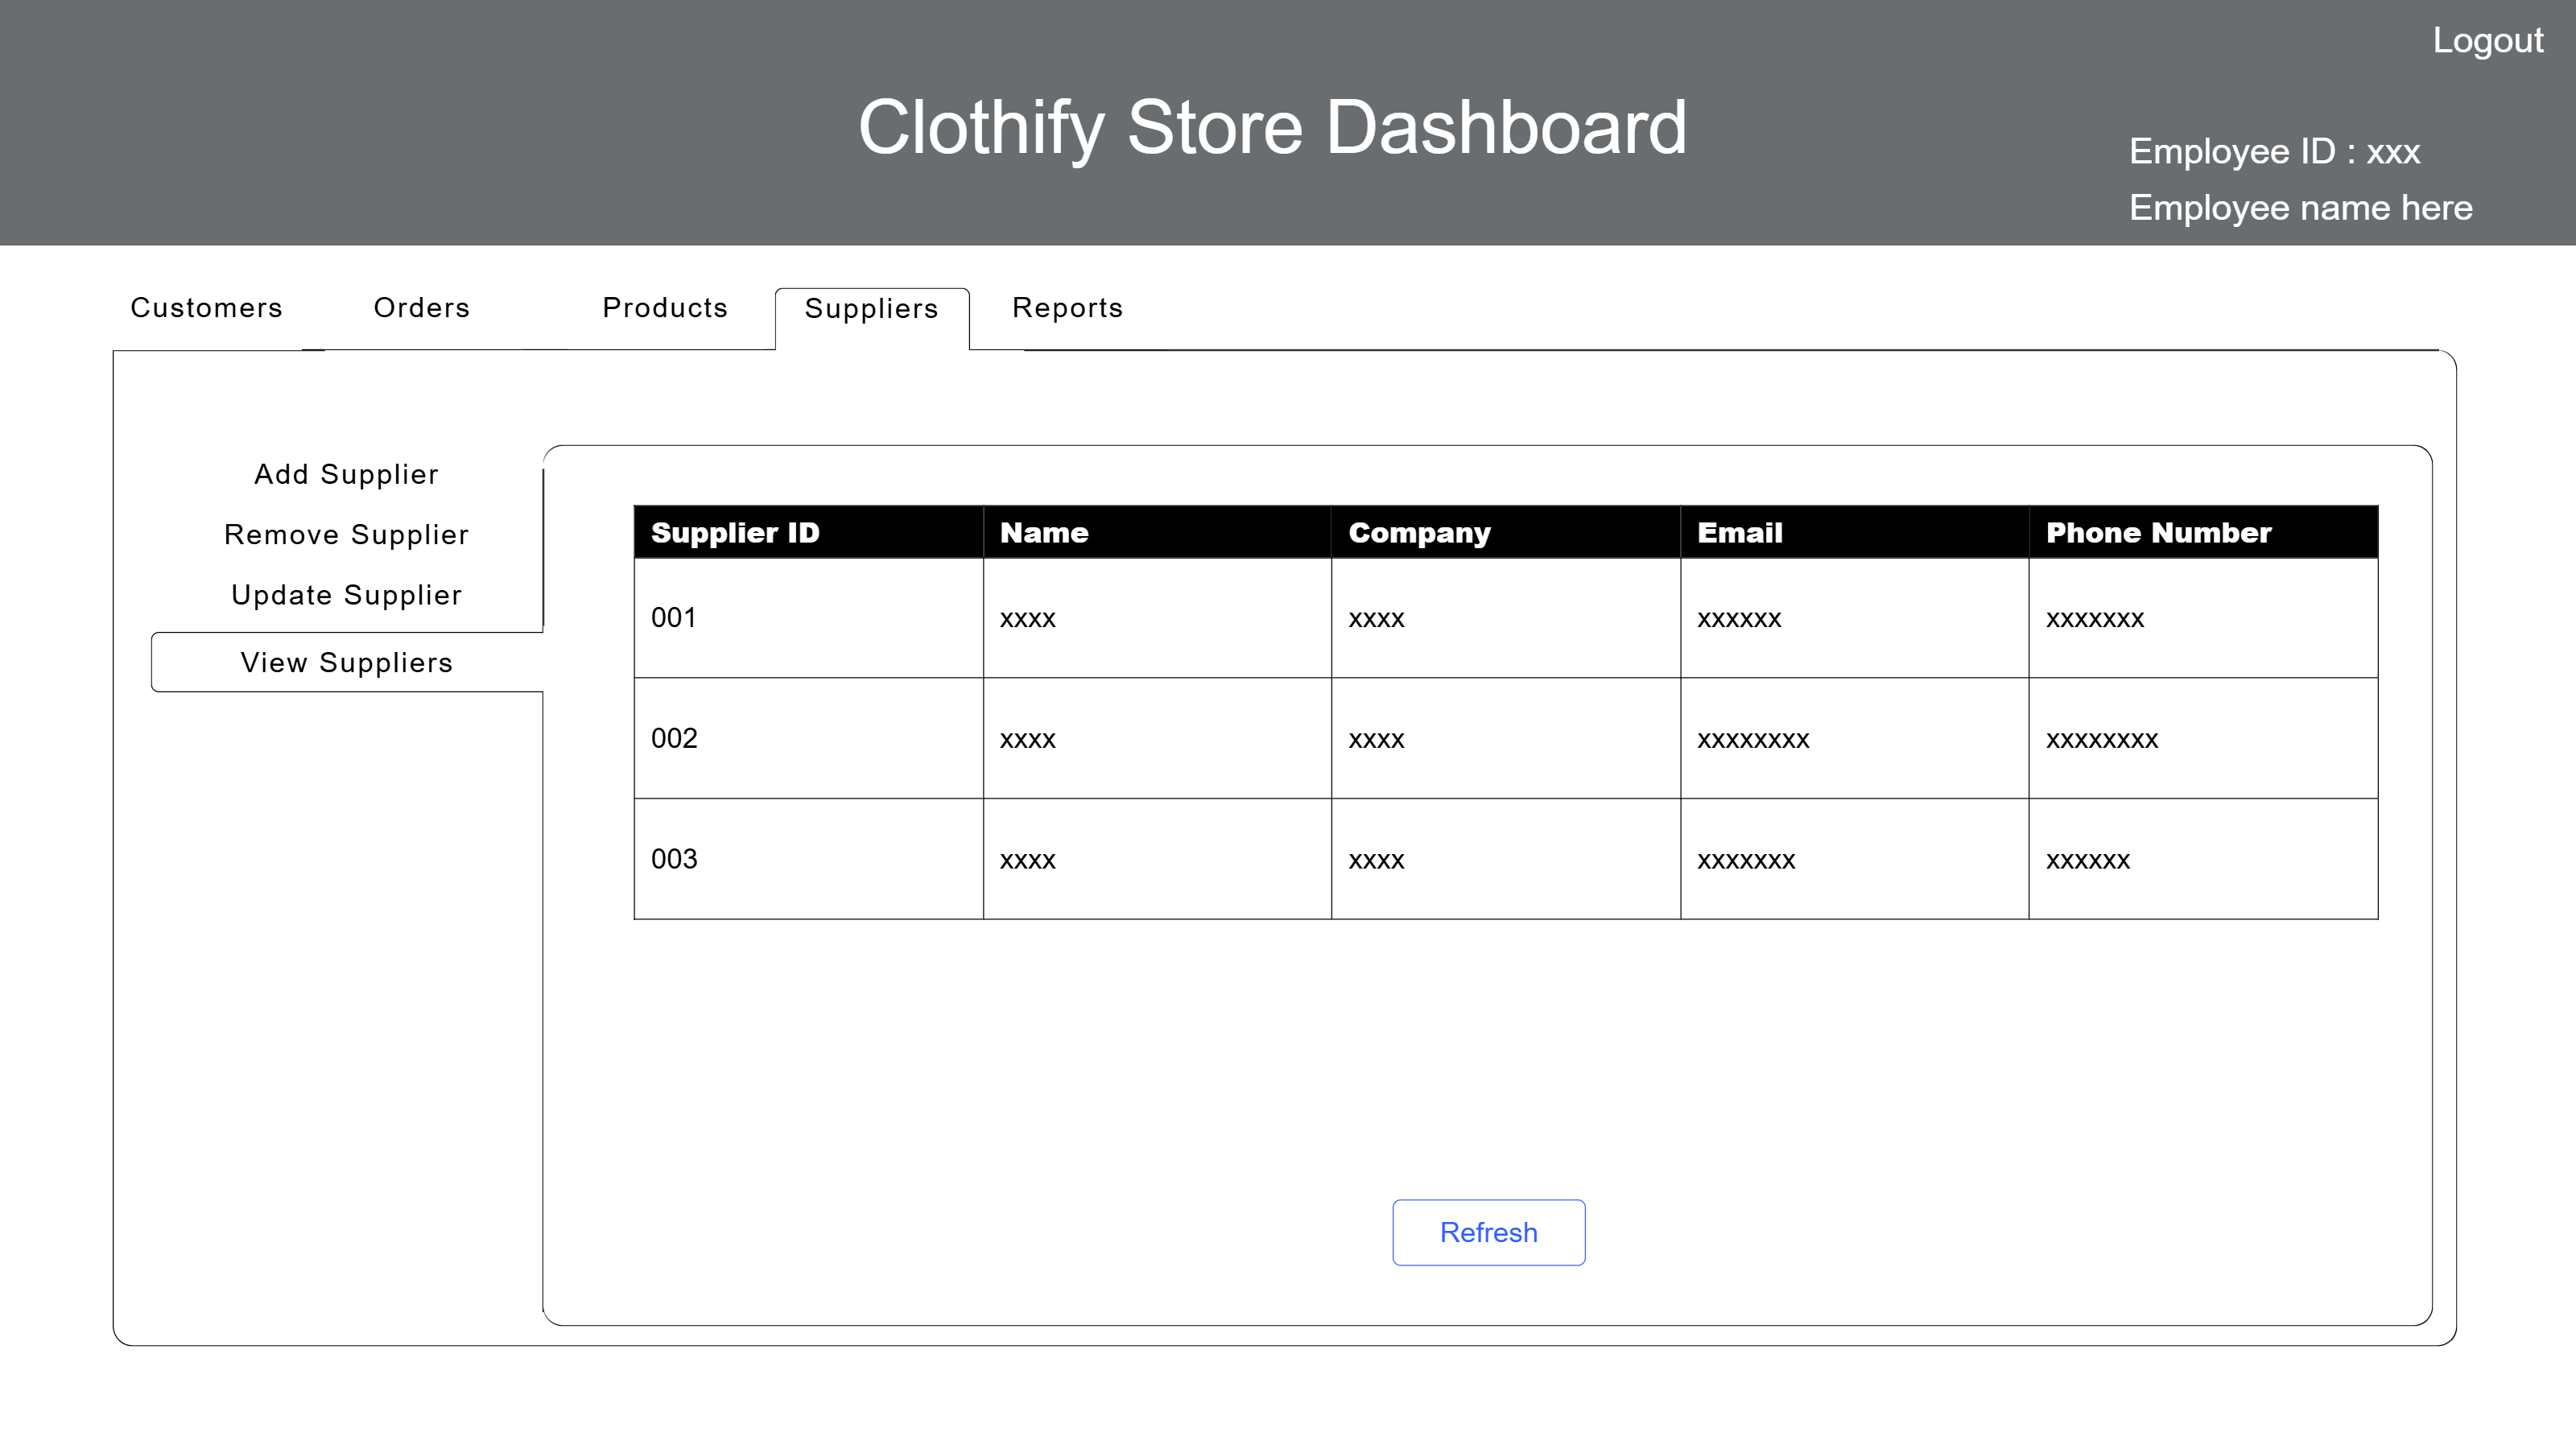 Logout
Clothify Store Dashboard
Employee ID : xxx
Employee name here
Customers Orders Products Suppliers Reports
Add Supplier
Remove Supplier
Update Supplier
View Suppliers
Supplier ID Name Company Email Phone Number
001 xxxx xxxx xxxxxx xxxxxxx
002 xxxx xxxx xxxxxxxx xxxxxxxx
003 xxxx xxxx xxxxxxx xxxxxx
Refresh